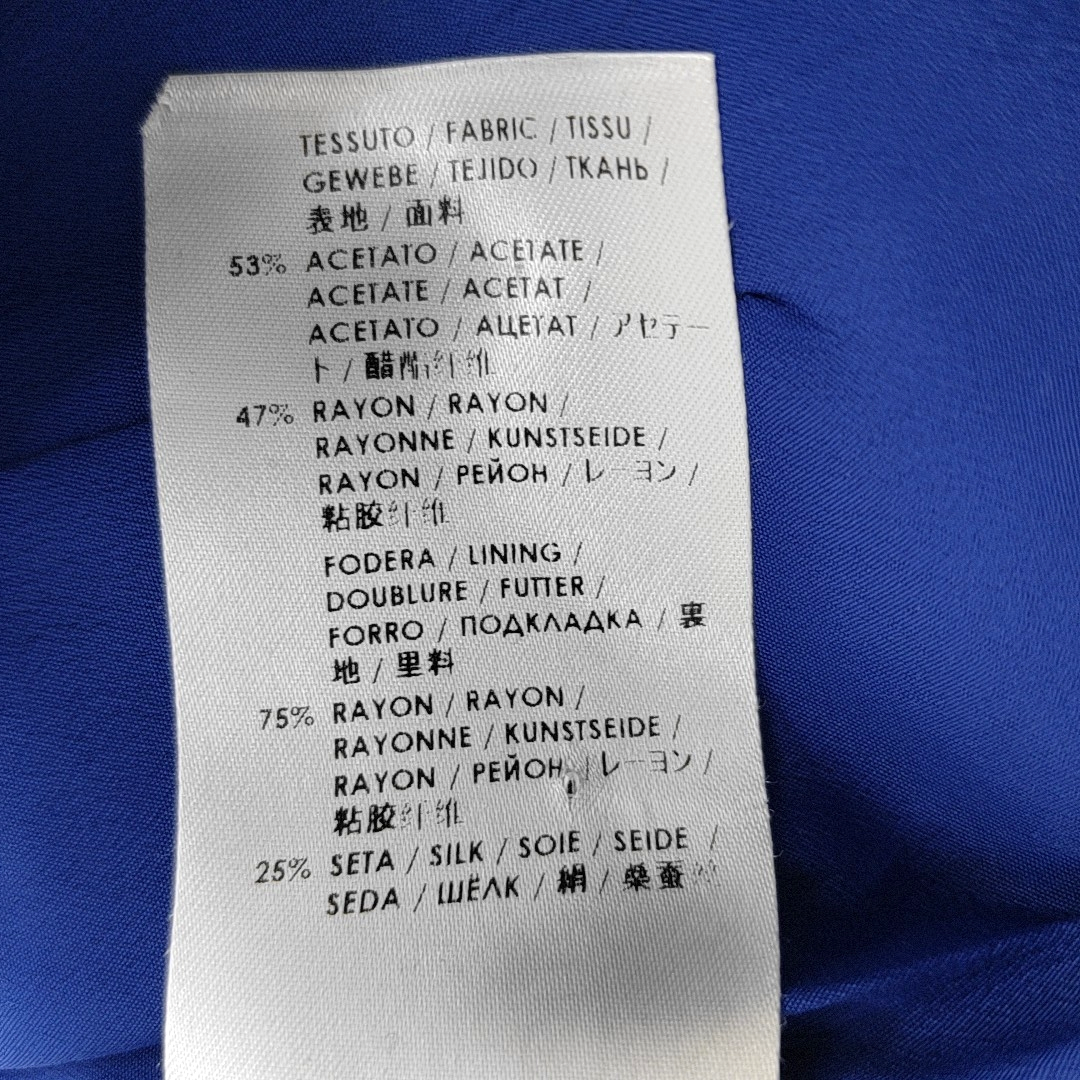 TESSUTO / FABRIC / TISSU /
GEWEBE / TEJIDO / ТКАНЬ /
表地 / 面料
53% ACETATO / ACETATE /
ACETATE / ACETAT /
ACETATO / АЦЕТАТ / アセテー
ト / 醋酯纤维
47% RAYON / RAYON /
RAYONNE / KUNSTSEIDE /
RAYON / РЕЙОН / レーヨン /
粘胶纤维
FODERA / LINING /
DOUBLURE / FUTTER /
FORRO / ПОДКЛАДКА / 裏
地 / 里料
75% RAYON / RAYON /
RAYONNE / KUNSTSEIDE /
RAYON / РЕЙОН / レーヨン /
粘胶纤维
25% SETA / SILK / SOIE / SEIDE /
SEDA / ШЁЛК / 絹 / 桑蚕丝